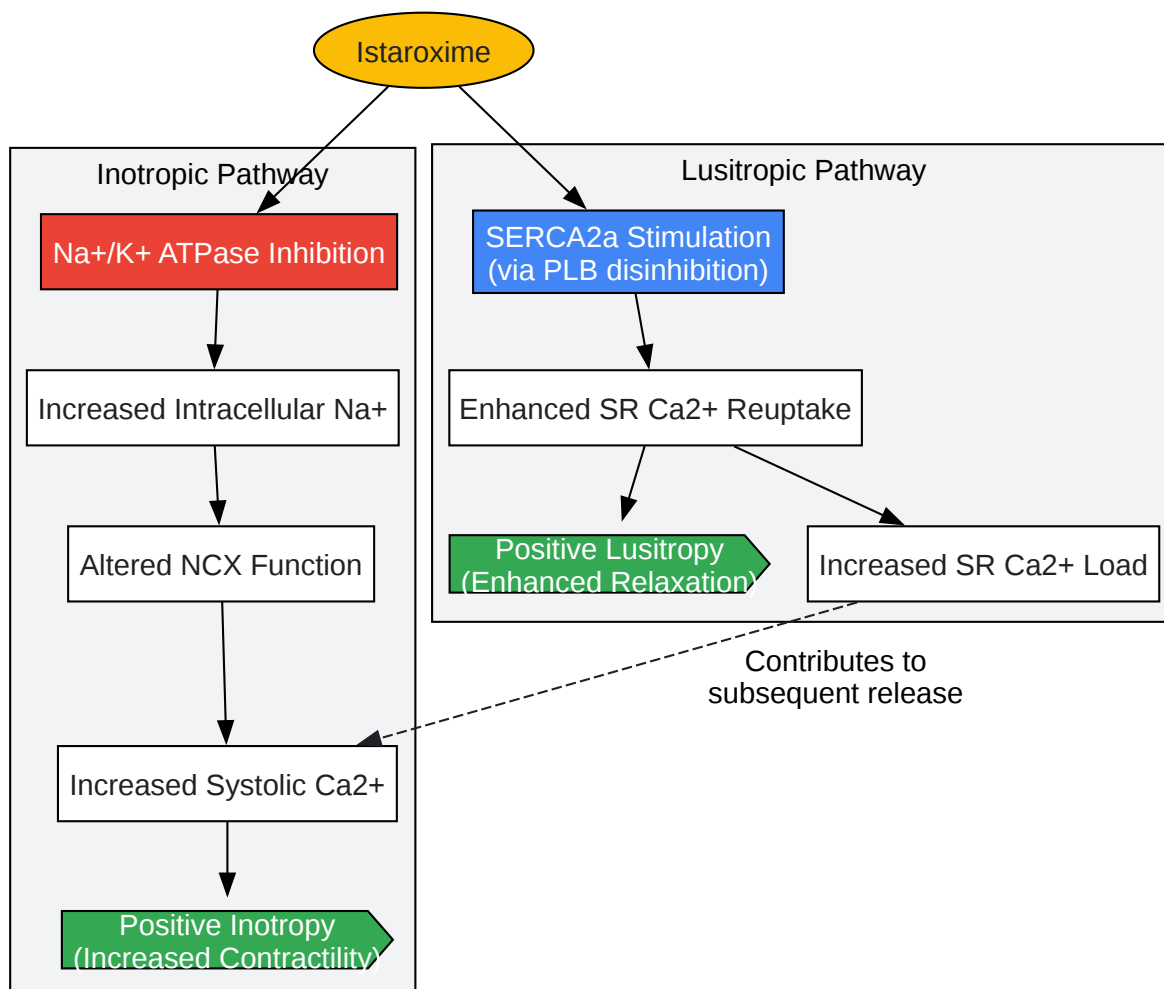 Istaroxime
Inotropic Pathway
Na+/K+ ATPase Inhibition
Increased Intracellular Na+
Altered NCX Function
Increased Systolic Ca2+
Positive Inotropy
(Increased Contractility)
Lusitropic Pathway
SERCA2a Stimulation
(via PLB disinhibition)
Enhanced SR Ca2+ Reuptake
Positive Lusitropy
(Enhanced Relaxation)
Increased SR Ca2+ Load
Contributes to
subsequent release